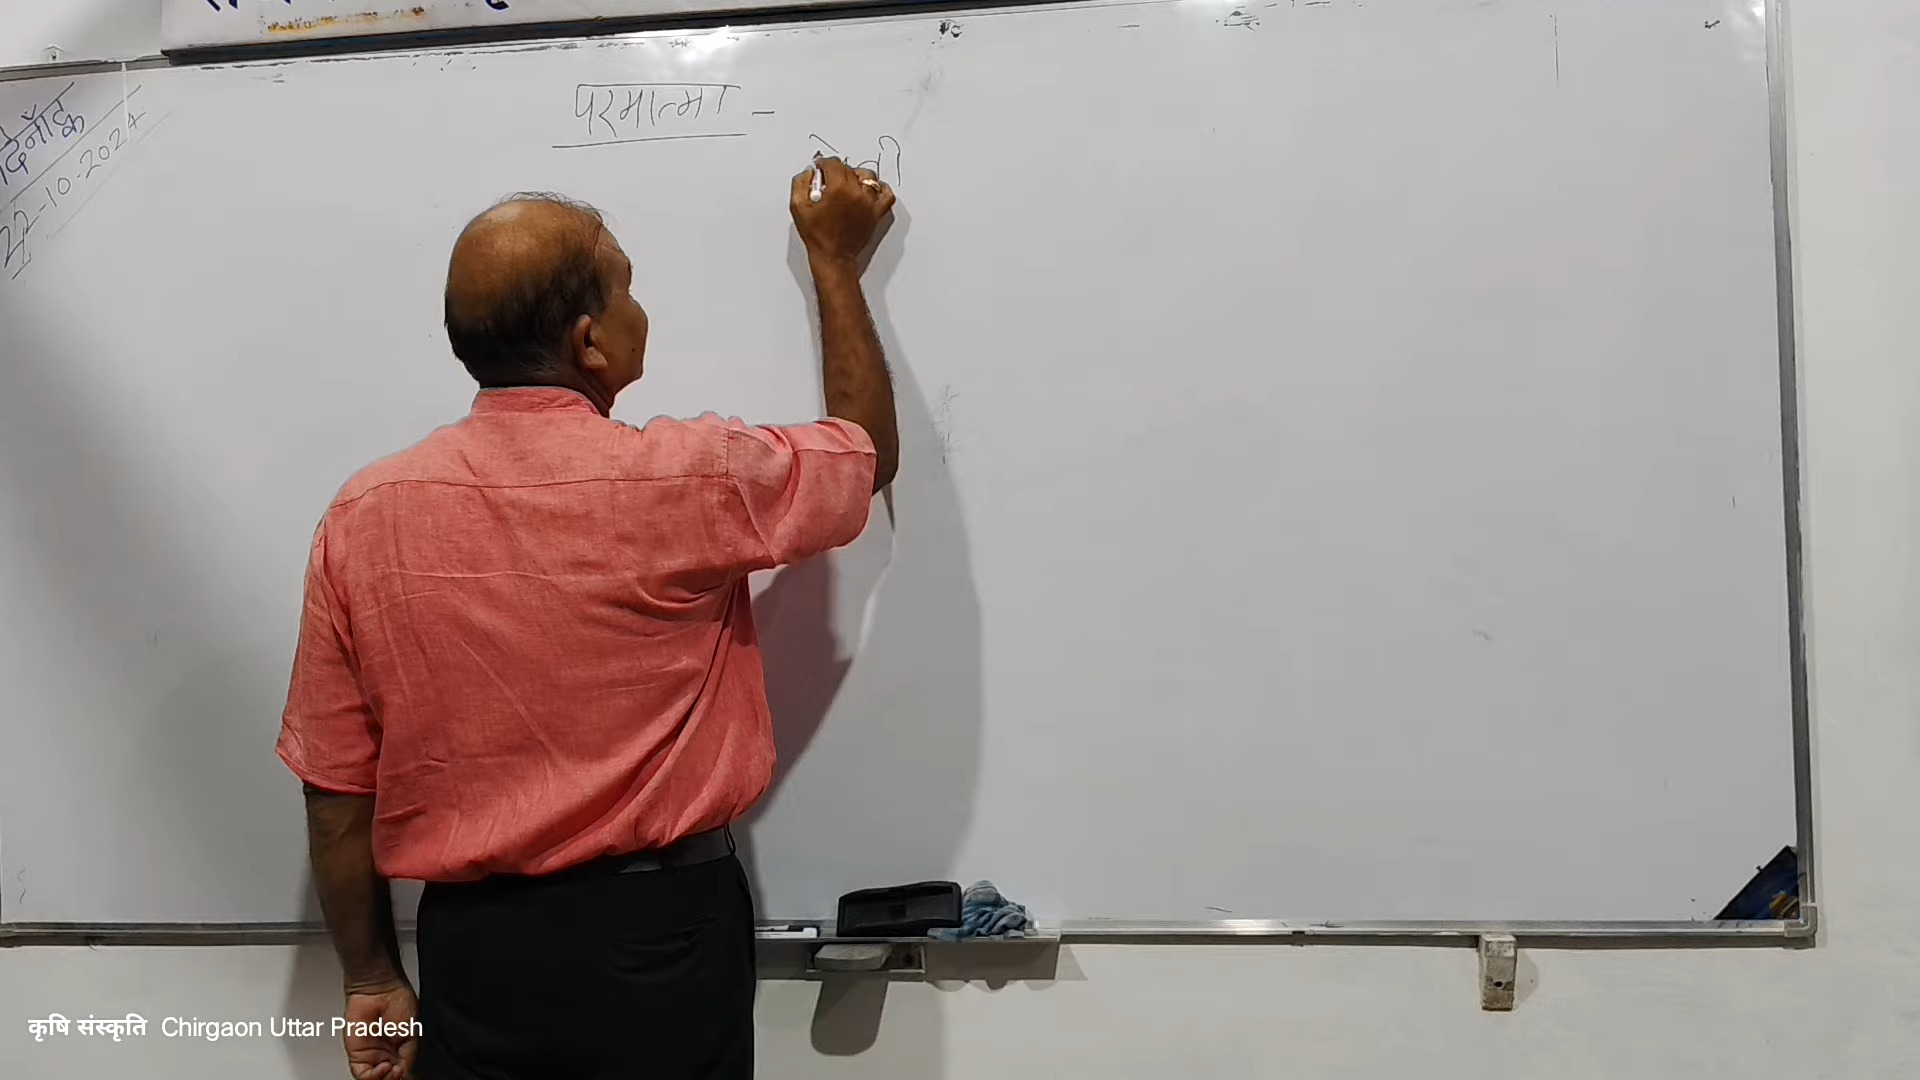 दिनाँक
22-10-2024
परमात्मा -
कृषि संस्कृति Chirgaon Uttar Pradesh